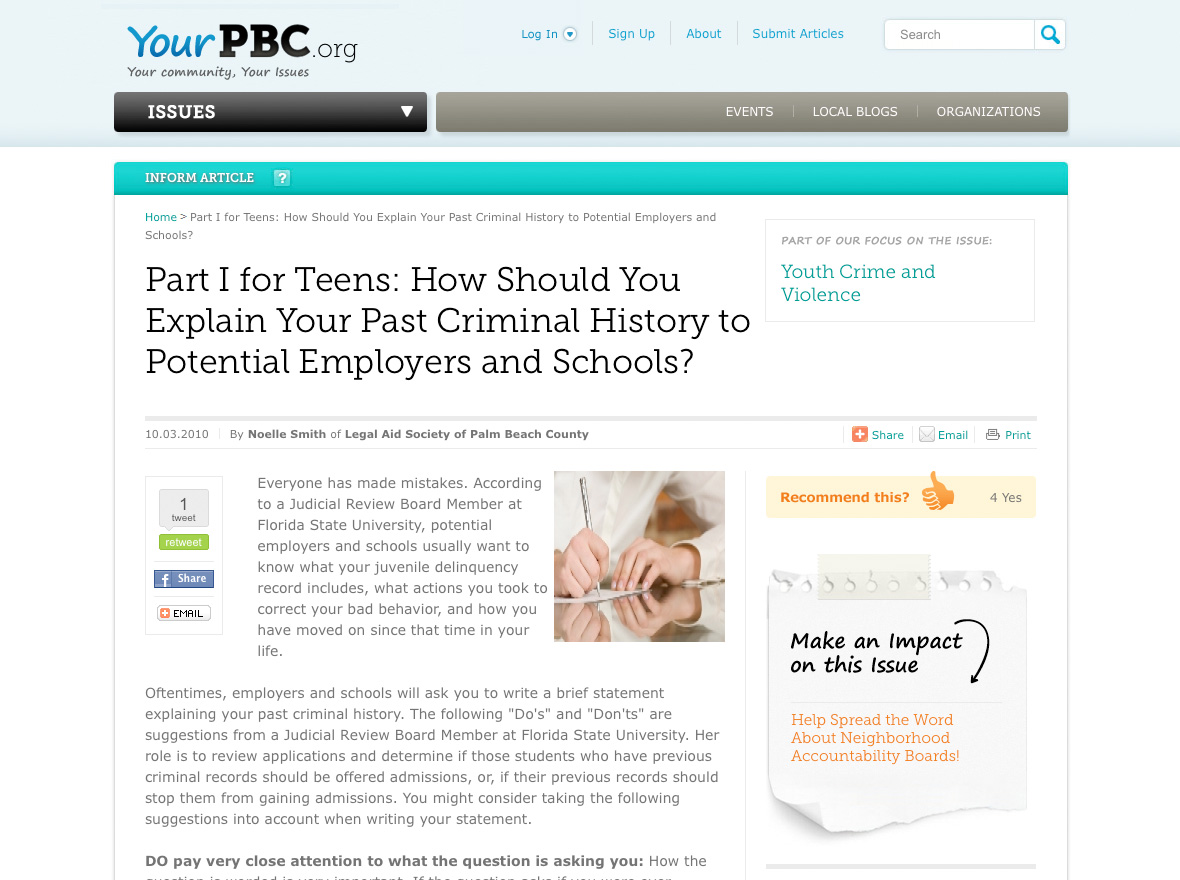 YourPBC.org
Your community, Your Issues
Log In
Sign Up
About
Submit Articles
Search
ISSUES
EVENTS
LOCAL BLOGS
ORGANIZATIONS
INFORM ARTICLE ?
Home > Part I for Teens: How Should You Explain Your Past Criminal History to Potential Employers and
Schools?
Part I for Teens: How Should You
Explain Your Past Criminal History to
Potential Employers and Schools?
PART OF OUR FOCUS ON THE ISSUE:
Youth Crime and
Violence
10.03.2010
By Noelle Smith of Legal Aid Society of Palm Beach County
Share
Email
Print
1
tweet
retweet
f Share
EMAIL
Everyone has made mistakes. According
to a Judicial Review Board Member at
Florida State University, potential
employers and schools usually want to
know what your juvenile delinquency
record includes, what actions you took to
correct your bad behavior, and how you
have moved on since that time in your
life.
Oftentimes, employers and schools will ask you to write a brief statement
explaining your past criminal history. The following "Do's" and "Don'ts" are
suggestions from a Judicial Review Board Member at Florida State University. Her
role is to review applications and determine if those students who have previous
criminal records should be offered admissions, or, if their previous records should
stop them from gaining admissions. You might consider taking the following
suggestions into account when writing your statement.
DO pay very close attention to what the question is asking you: How the
Recommend this?
4 Yes
Make an Impact
on this Issue
Help Spread the Word
About Neighborhood
Accountability Boards!